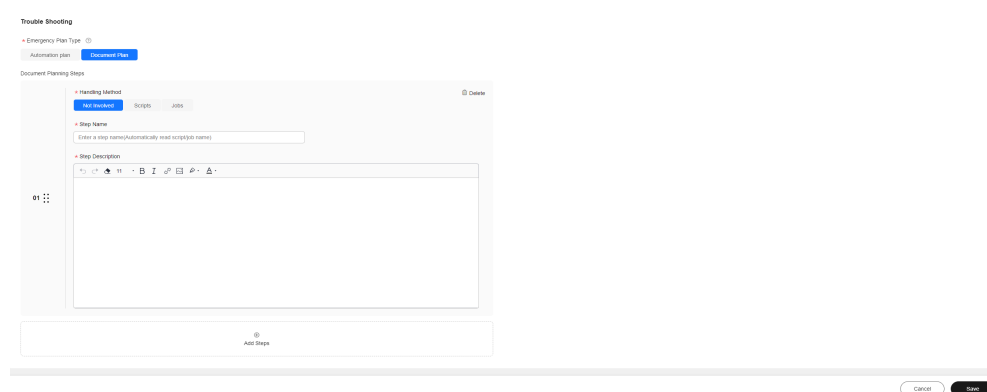 Trouble Shooting
* Emergency Plan Type
Automation plan Document Plan
Document Planning Steps
* Handling Method
Delete
Not Involved Scripts Jobs
* Step Name
Enter a step name(Automatically read script/job name)
* Step Description
11 B I A
01
Add Steps
Cancel Save